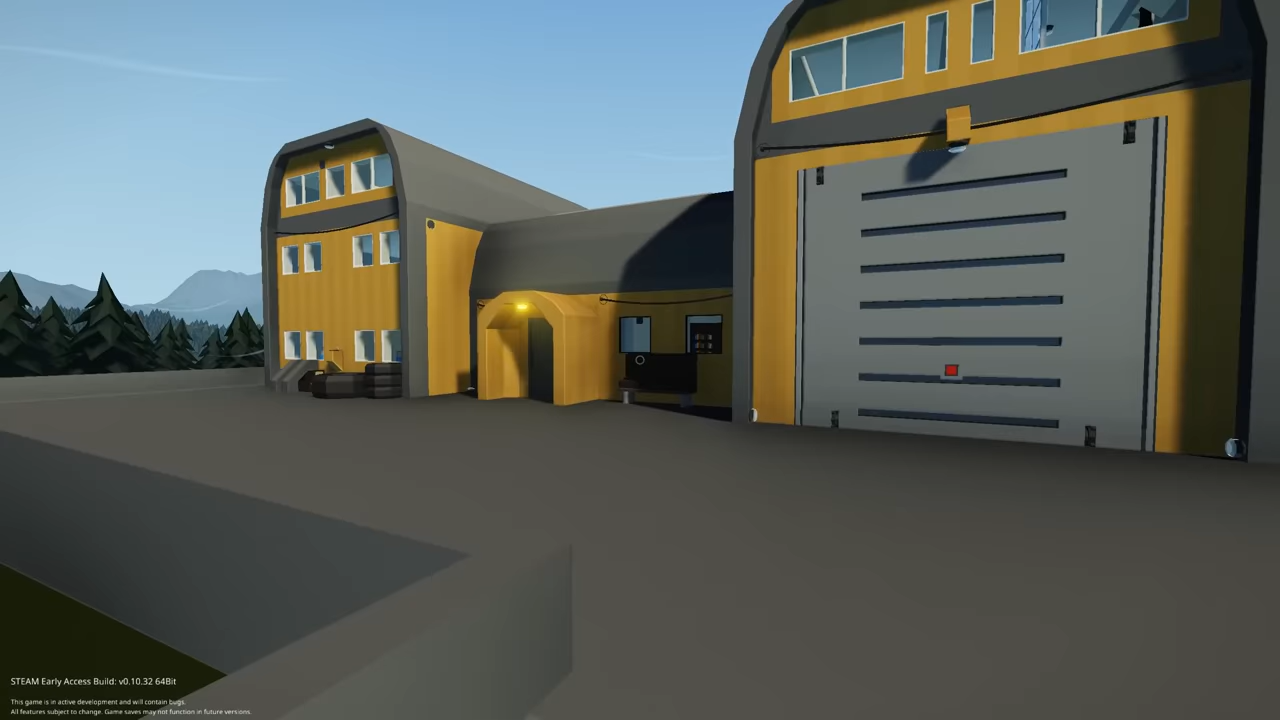 STEAM Early Access Build: v0.10.32 64Bit
This game is in active development and will contain bugs.
All features subject to change. Game saves may not function in future versions.